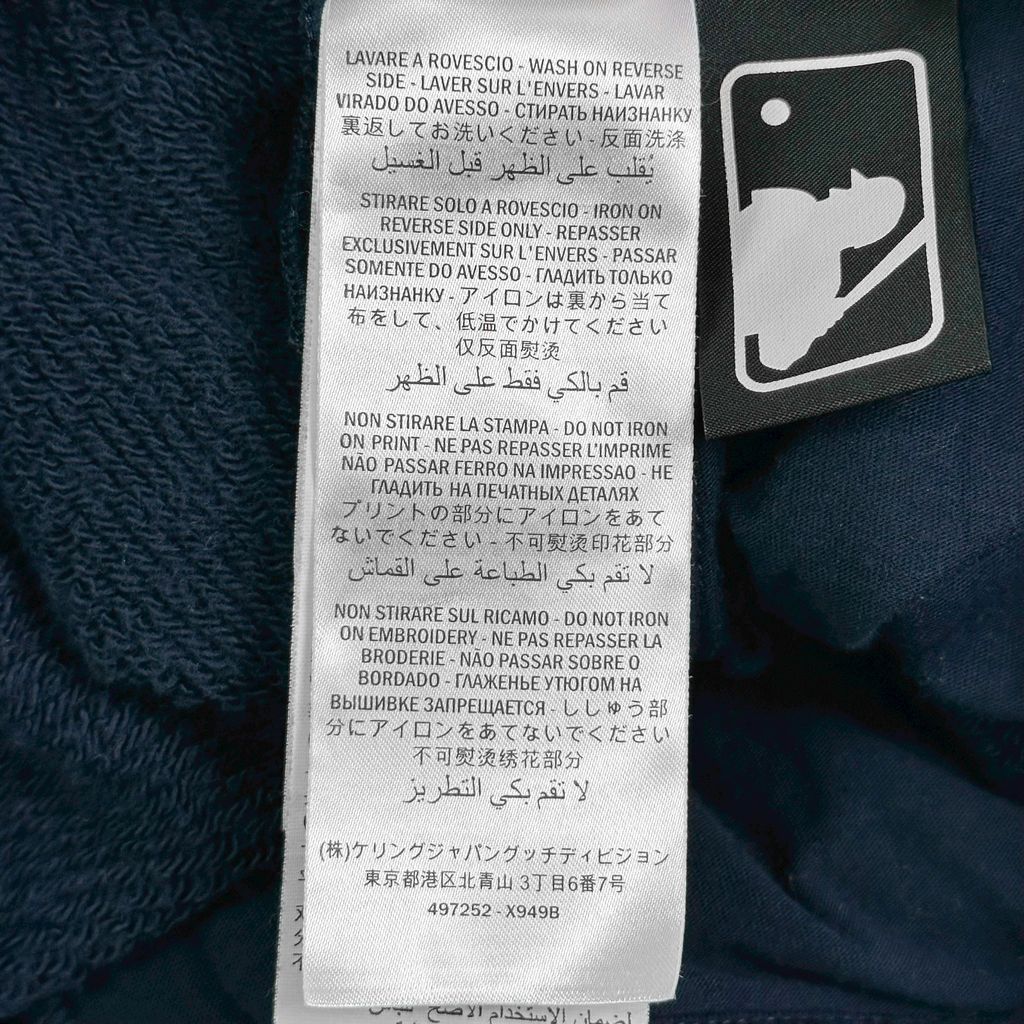 LAVARE A ROVESCIO - WASH ON REVERSE
SIDE - LAVER SUR L'ENVERS - LAVAR
VIRADO DO AVESSO - СТИРАТЬ НАИЗНАНКУ
裏返してお洗いください - 反面洗涤
يُقلب على الظهر قبل الغسيل
STIRARE SOLO A ROVESCIO - IRON ON
REVERSE SIDE ONLY - REPASSER
EXCLUSIVEMENT SUR L'ENVERS - PASSAR
SOMENTE DO AVESSO - ГЛАДИТЬ ТОЛЬКО
НАИЗНАНКУ - アイロンは裏から当て
布をして、低温でかけてください
仅反面熨烫
قم بالكي فقط على الظهر
NON STIRARE LA STAMPA - DO NOT IRON
ON PRINT - NE PAS REPASSER L'IMPRIME
NÃO PASSAR FERRO NA IMPRESSAO - НЕ
ГЛАДИТЬ НА ПЕЧАТНЫХ ДЕТАЛЯХ
プリントの部分にアイロンをあて
ないでください - 不可熨烫印花部分
لا تقم بكي الطباعة على القماش
NON STIRARE SUL RICAMO - DO NOT IRON
ON EMBROIDERY - NE PAS REPASSER LA
BRODERIE - NÃO PASSAR SOBRE O
BORDADO - ГЛАЖЕНЬЕ УТЮГОМ НА
ВЫШИВКЕ ЗАПРЕЩАЕТСЯ - ししゅう部
分にアイロンをあてないでください
不可熨烫绣花部分
لا تقم بكي التطريز
(株)ケリングジャパングッチディビジョン
東京都港区北青山 3丁目6番7号
497252 - X949B